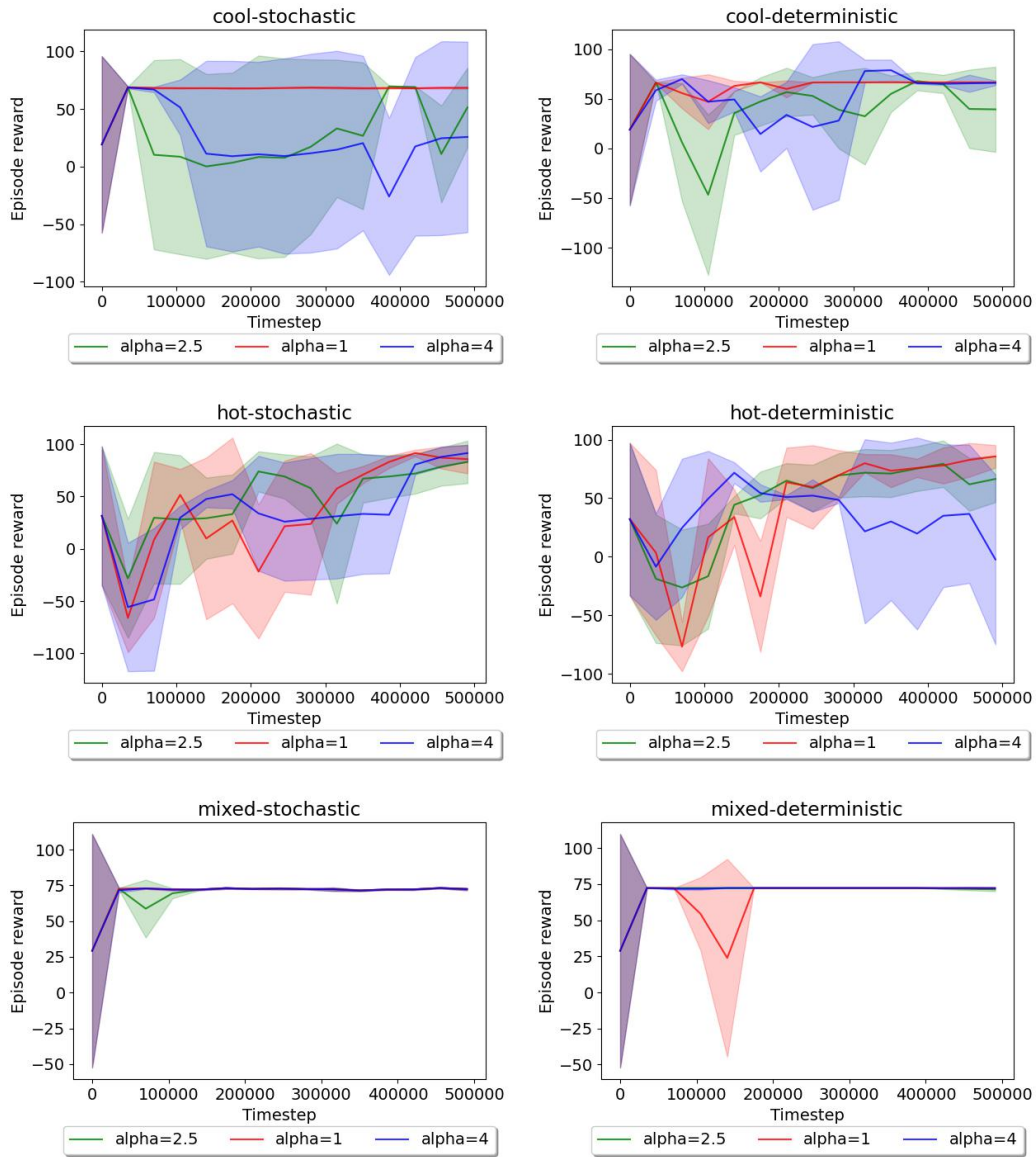 cool-stochastic
100
50
0
−50
−100
Episode reward
0 100000 200000 300000 400000 500000
Timestep
alpha=2.5 alpha=1 alpha=4
cool-deterministic
100
50
0
−50
−100
Episode reward
0 100000 200000 300000 400000 500000
Timestep
alpha=2.5 alpha=1 alpha=4
hot-stochastic
100
50
0
−50
−100
Episode reward
0 100000 200000 300000 400000 500000
Timestep
alpha=2.5 alpha=1 alpha=4
hot-deterministic
100
50
0
−50
−100
Episode reward
0 100000 200000 300000 400000 500000
Timestep
alpha=2.5 alpha=1 alpha=4
mixed-stochastic
100
75
50
25
0
−25
−50
Episode reward
0 100000 200000 300000 400000 500000
Timestep
alpha=2.5 alpha=1 alpha=4
mixed-deterministic
100
75
50
25
0
−25
−50
Episode reward
0 100000 200000 300000 400000 500000
Timestep
alpha=2.5 alpha=1 alpha=4